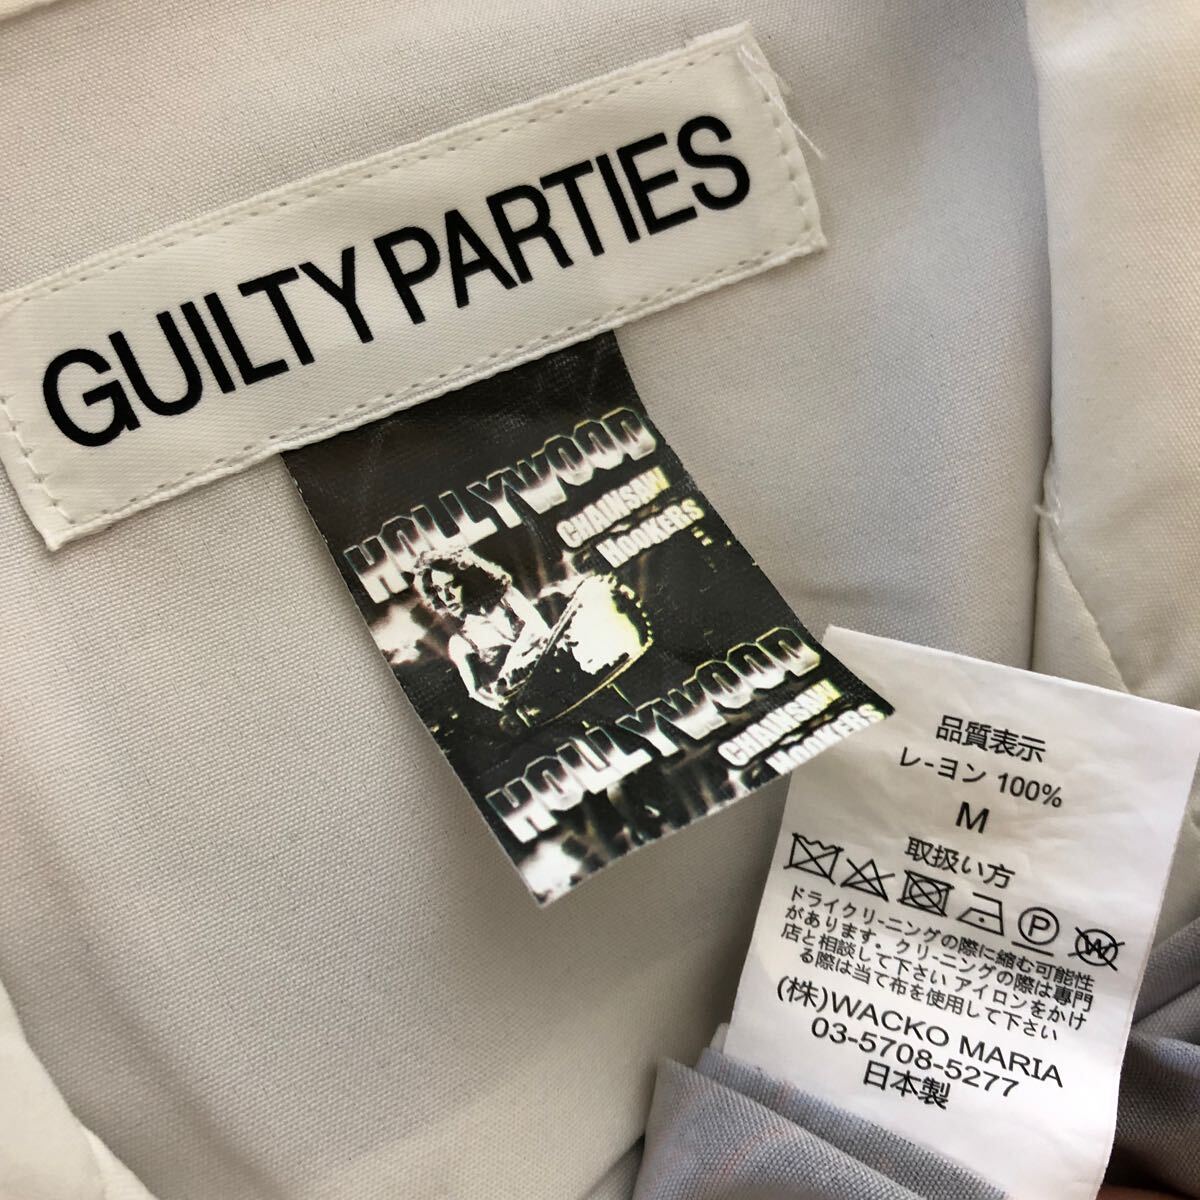 GUILTY PARTIES
HOLLYWOOD
CHAINSAW
HOOKERS
HOLLYWOOD
CHAINSAW
HOOKERS
品質表示
レ-ヨン 100%
M
取扱い方
P
W
ドライクリ-ニングの際に縮む可能性
があります。クリ-ニングの際は専門
店と相談して下さい アイロンをかけ
る際は当て布を使用して下さい
(株)WACKO MARIA
03-5708-5277
日本製